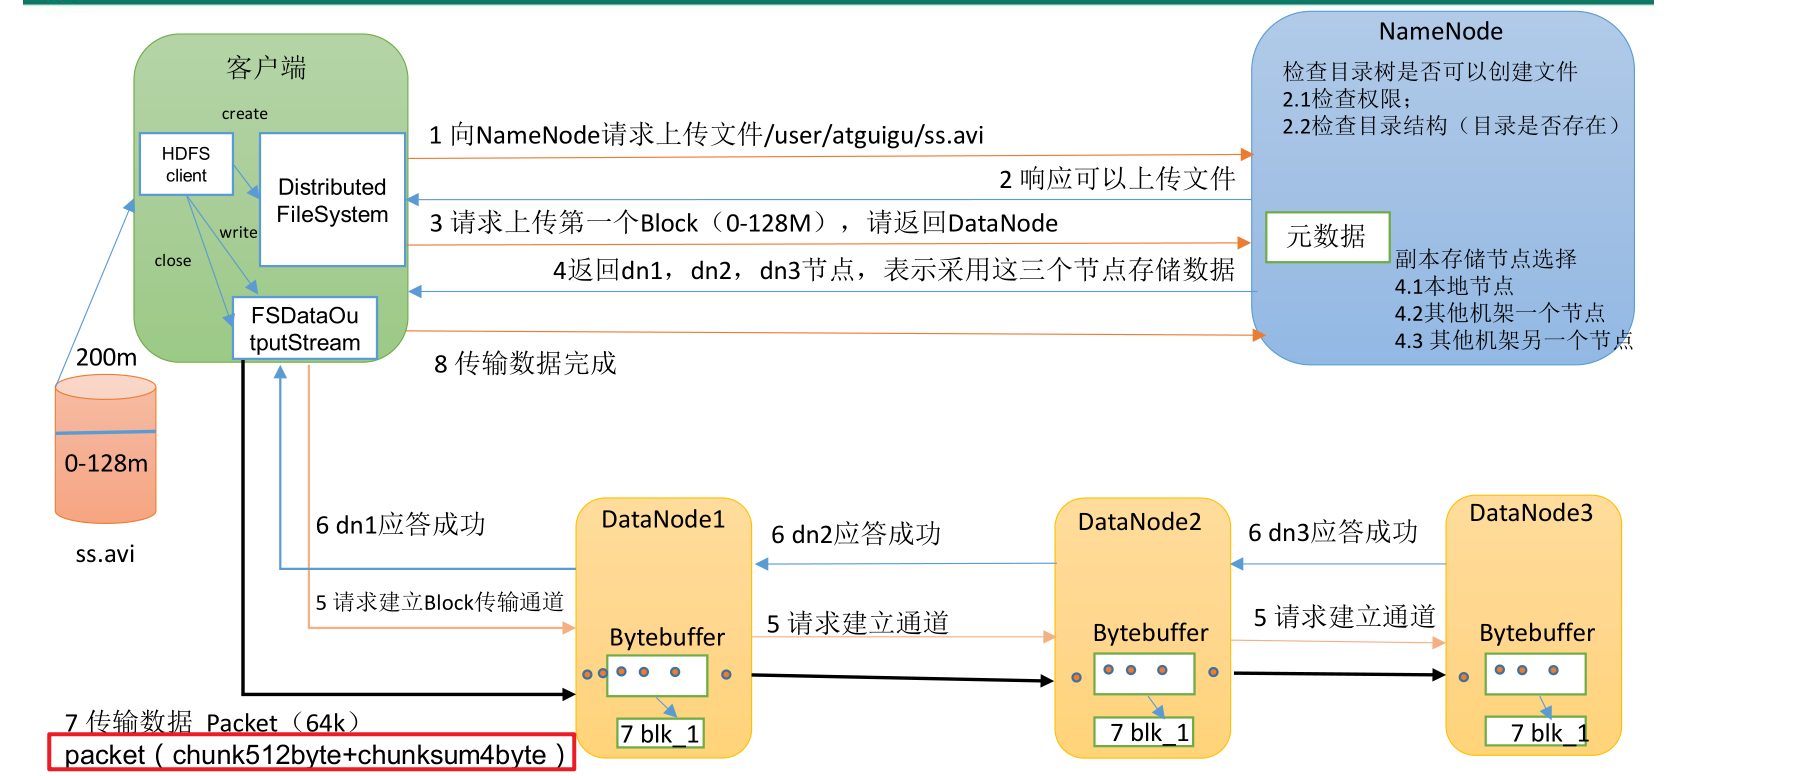 NameNode
客户端
检查目录树是否可以创建文件
2.1检查权限;
2.2检查目录结构（目录是否存在）
create
1 向NameNode请求上传文件/user/atguigu/ss.avi
HDFS
client
Distributed
FileSystem
2 响应可以上传文件
3 请求上传第一个Block（0-128M），请返回DataNode
元数据
write
close
4返回dn1，dn2，dn3节点，表示采用这三个节点存储数据
副本存储节点选择
4.1本地节点
4.2其他机架一个节点
4.3 其他机架另一个节点
FSDataOu
tputStream
8 传输数据完成
200m
0-128m
ss.avi
6 dn1应答成功
DataNode1
6 dn2应答成功
DataNode2
6 dn3应答成功
DataNode3
5 请求建立Block传输通道
5 请求建立通道
5 请求建立通道
Bytebuffer
Bytebuffer
Bytebuffer
7 blk_1
7 blk_1
7 blk_1
7 传输数据 Packet（64k）
packet（chunk512byte+chunksum4byte）